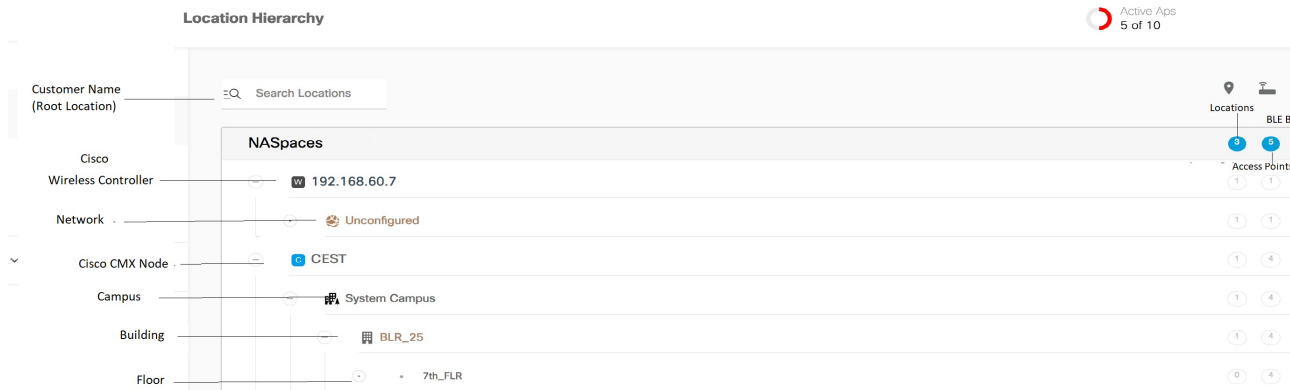 Location Hierarchy
Active Aps
5 of 10
Customer Name
(Root Location)
Search Locations
Locations
BLE B
NASpaces
3 5
Access Points
Cisco
Wireless Controller
W 192.168.60.7
1 1
Network
Unconfigured
1 1
Cisco CMX Node
C CEST
1 4
Campus
System Campus
1 4
Building
BLR_25
1 4
Floor
7th_FLR
0 4